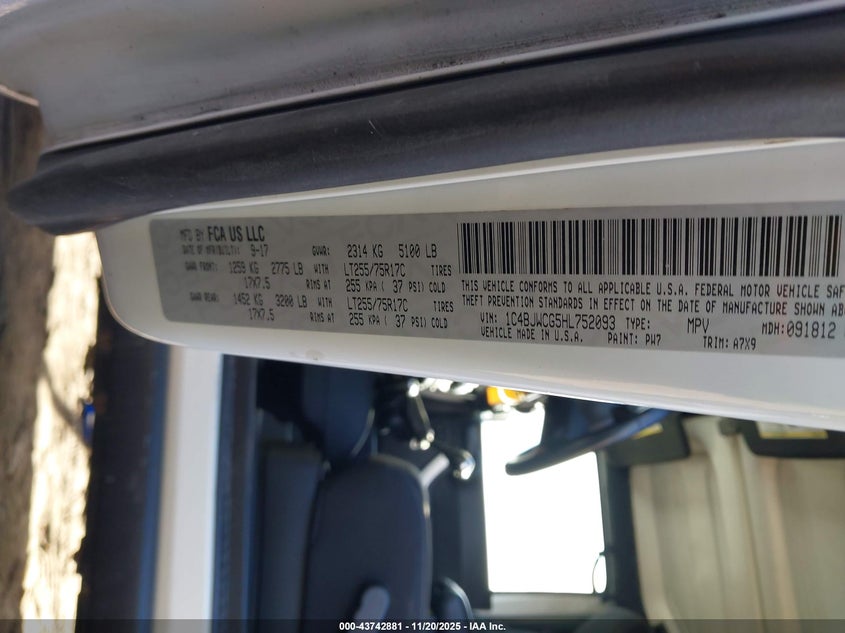 MFD BY FCA US LLC
DATE OF MFR(BUILT): 9-17 GVWR: 2314 KG 5100 LB
GAWR FRONT: 1259 KG 2775 LB WITH LT255/75R17C TIRES
17X7.5 RIMS AT 255 KPA ( 37 PSI) COLD
GAWR REAR: 1452 KG 3200 LB WITH LT255/75R17C TIRES
17X7.5 RIMS AT 255 KPA ( 37 PSI) COLD
THIS VEHICLE CONFORMS TO ALL APPLICABLE U.S.A. FEDERAL MOTOR VEHICLE SAF
THEFT PREVENTION STANDARDS IN EFFECT ON THE DATE OF MANUFACTURE SHOWN ABO
VIN: 1C4BJWCG5HL752093 TYPE: MPV MDH: 091812
VEHICLE MADE IN U.S.A. PAINT: PW7 TRIM: A7X9
000-43742881 — 11/20/2025 — IAA Inc.